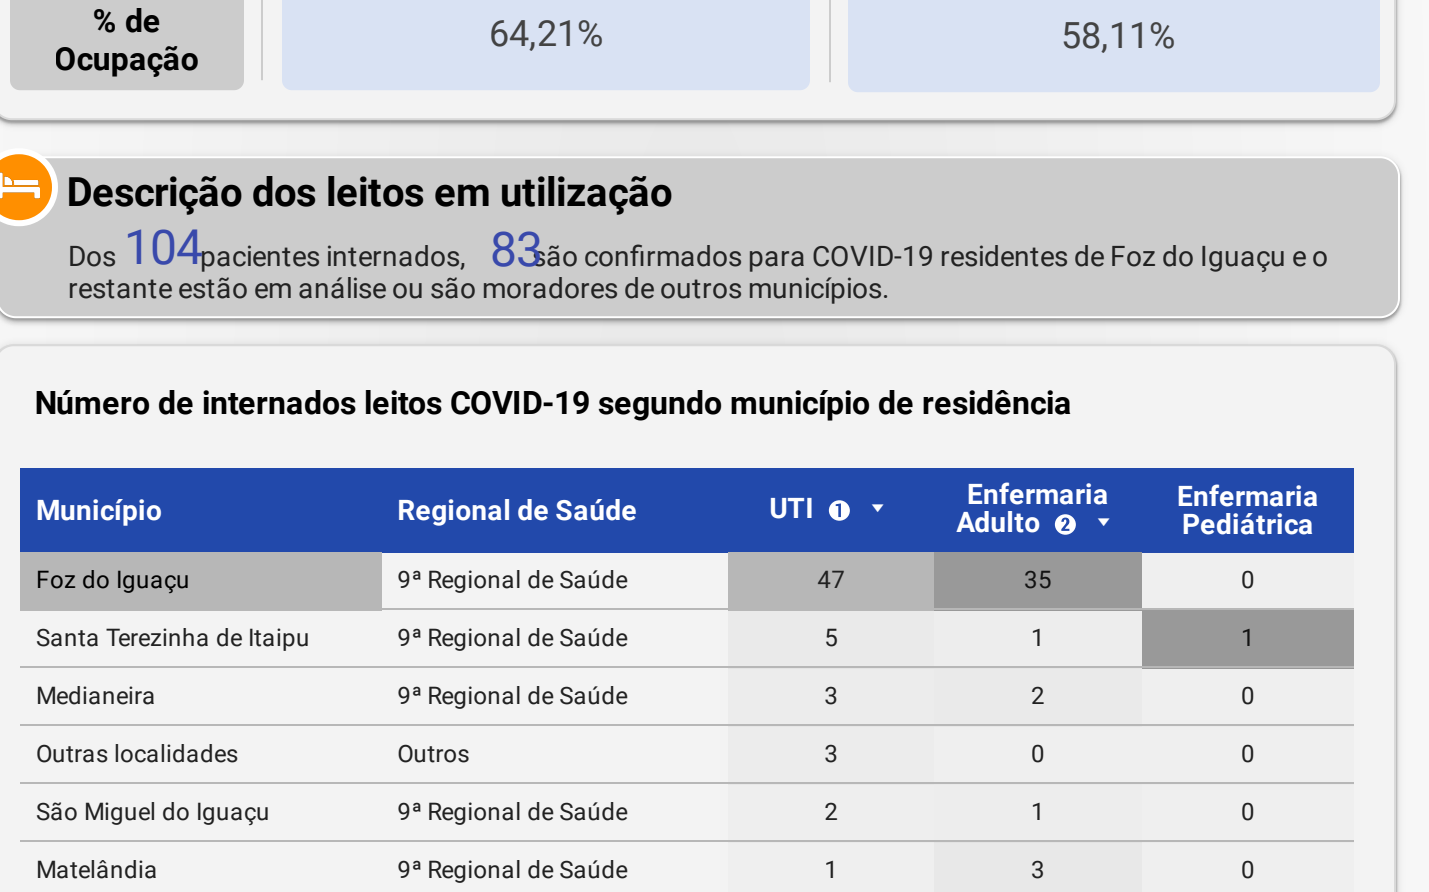 % de
Ocupação
64,21%
58,11%
Descrição dos leitos em utilização
Dos 104 pacientes internados, 83 são confirmados para COVID-19 residentes de Foz do Iguaçu e o
restante estão em análise ou são moradores de outros municípios.
Número de internados leitos COVID-19 segundo município de residência
Município Regional de Saúde UTI 1 Enfermaria Adulto 2 Enfermaria Pediátrica
Foz do Iguaçu 9ª Regional de Saúde 47 35 0
Santa Terezinha de Itaipu 9ª Regional de Saúde 5 1 1
Medianeira 9ª Regional de Saúde 3 2 0
Outras localidades Outros 3 0 0
São Miguel do Iguaçu 9ª Regional de Saúde 2 1 0
Matelândia 9ª Regional de Saúde 1 3 0